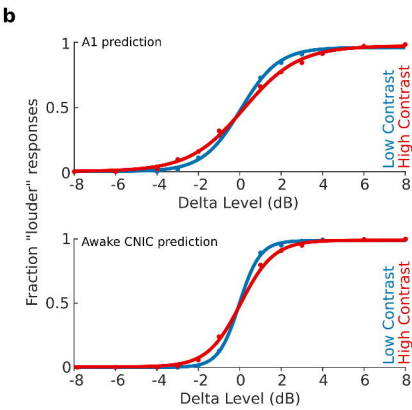 b
A1 prediction
1
0.5
0
-8 -6 -4 -2 0 2 4 6 8
Delta Level (dB)
Low Contrast
High Contrast
Fraction "louder" responses
Awake CNIC prediction
1
0.5
0
-8 -6 -4 -2 0 2 4 6 8
Delta Level (dB)
Low Contrast
High Contrast